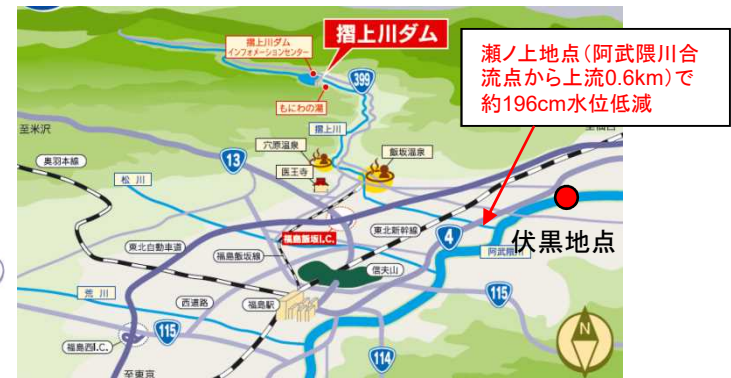 摺上川ダム
摺上川ダム
インフォメーションセンター
399
もにわの湯
瀬ノ上地点(阿武隈川合
流点から上流0.6km)で
約196cm水位低減
至米沢
摺上川
奥羽本線
13
穴原温泉
飯坂温泉
医王寺
松川
福島飯坂I.C.
東北新幹線
4
伏黒地点
東北自動車道
福島飯坂線
阿武隈川
信夫山
荒川
西道路
福島駅
115
115
福島西I.C.
114
N
至東京